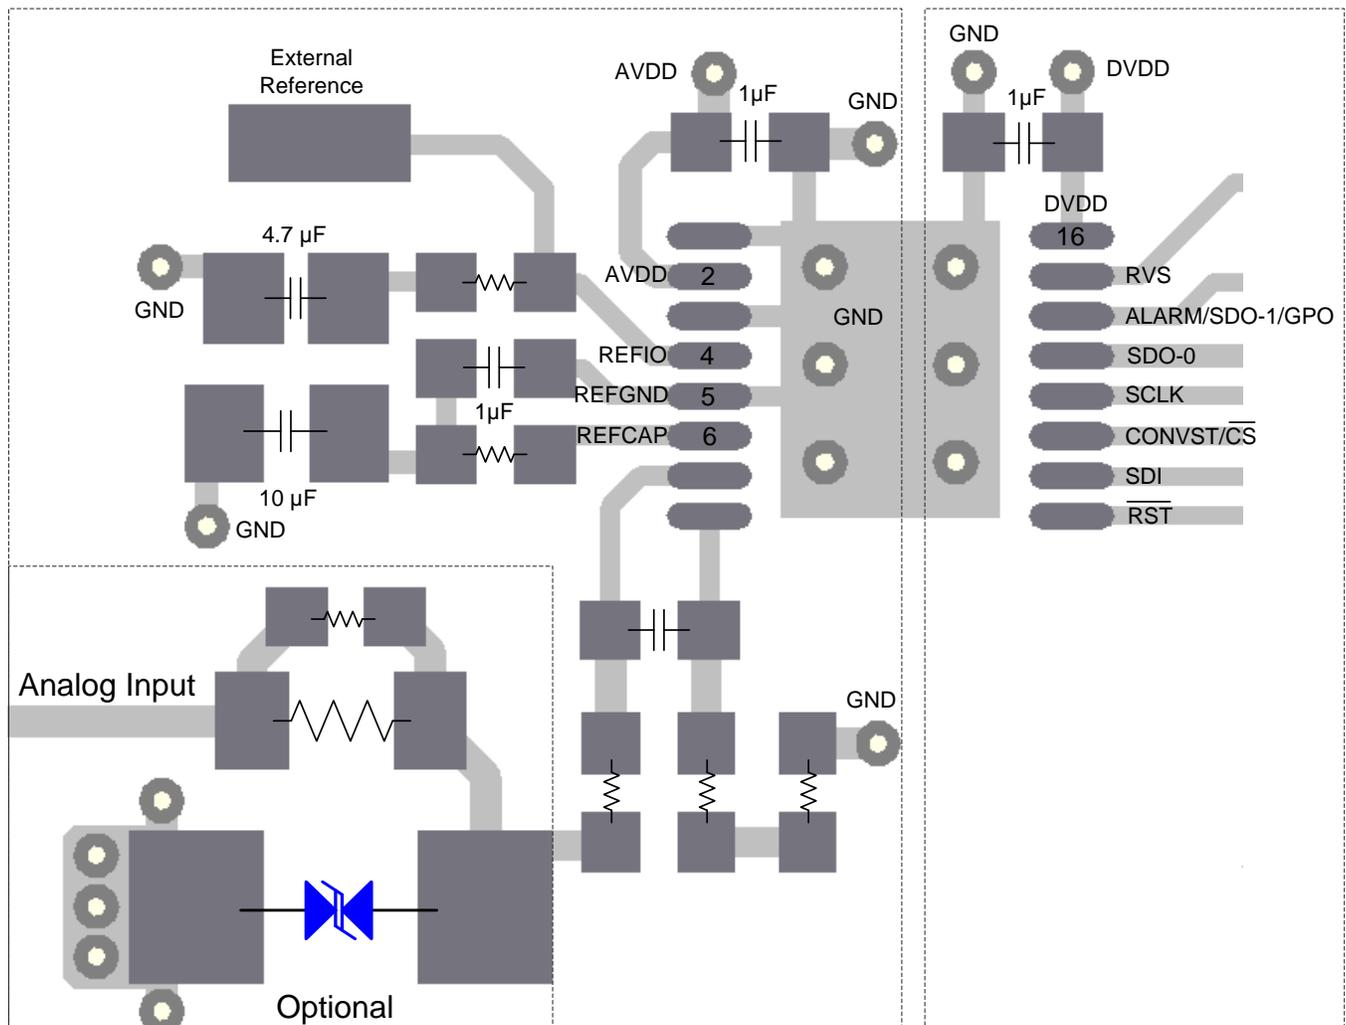 External
Reference
AVDD
1µF
GND
GND
1µF
DVDD
4.7 µF
GND
DVDD
16
AVDD
2
RVS
GND
ALARM/SDO-1/GPO
REFIO
4
SDO-0
REFGND
5
SCLK
1µF
REFCAP
6
CONVST/CS
SDI
10 µF
GND
RST
Analog Input
GND
Optional